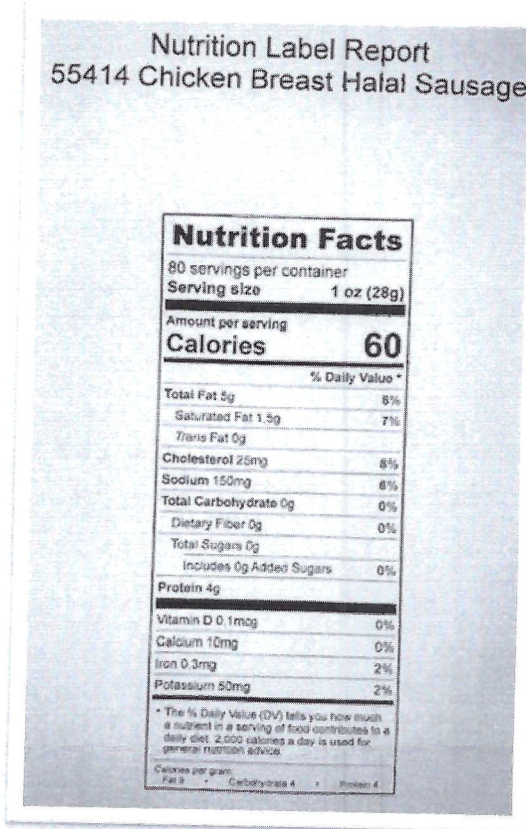 Nutrition Label Report
55414 Chicken Breast Halal Sausage
Nutrition Facts
80 servings per container
Serving size 1 oz (28g)
Amount per serving
Calories 60
% Daily Value *
Total Fat 5g 6%
Saturated Fat 1.5g 7%
Trans Fat 0g
Cholesterol 25mg 8%
Sodium 150mg 6%
Total Carbohydrate 0g 0%
Dietary Fiber 0g 0%
Total Sugars 0g
Includes 0g Added Sugars 0%
Protein 4g
Vitamin D 0.1mcg 0%
Calcium 10mg 0%
Iron 0.3mg 2%
Potassium 50mg 2%
* The % Daily Value (DV) tells you how much
a nutrient in a serving of food contributes to a
daily diet. 2,000 calories a day is used for
general nutrition advice.
Calories per gram:
Fat 9 • Carbohydrate 4 • Protein 4